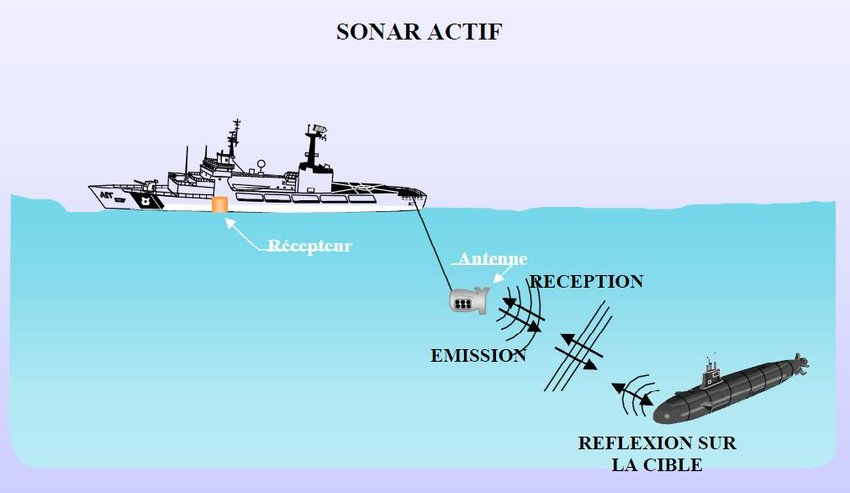 SONAR ACTIF
Récepteur
Antenne
RECEPTION
EMISSION
REFLEXION SUR
LA CIBLE